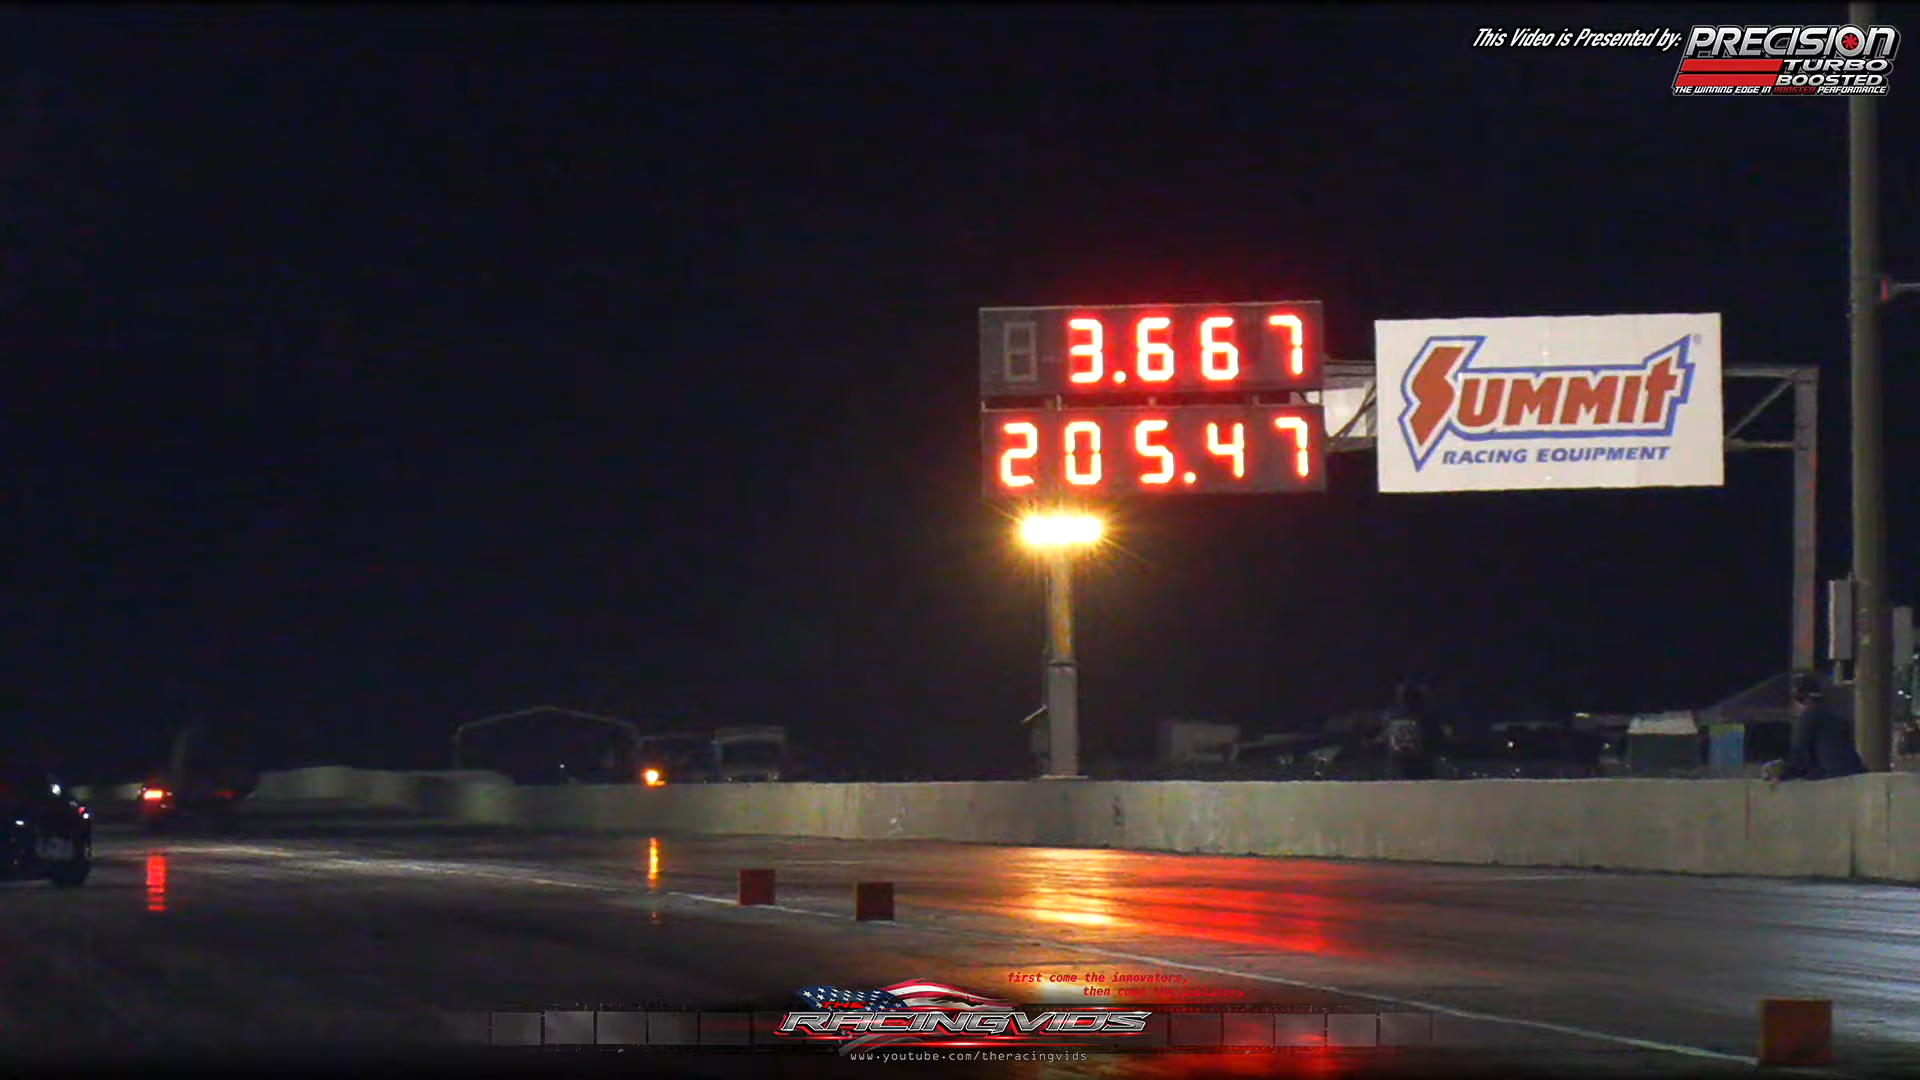 This Video is Presented by:
PRECISION
TURBO
BOOSTED
THE WINNING EDGE IN BOOSTED PERFORMANCE
3.667
205.47
SUMMIT®
RACING EQUIPMENT
first come the innovators,
then come
THE
RACINGVIDS
www.youtube.com/theracingvids